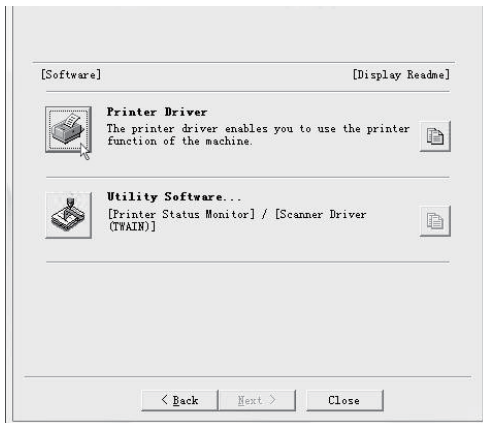 [Software] [Display Readme]
Printer Driver
The printer driver enables you to use the printer
function of the machine.
Utility Software...
[Printer Status Monitor] / [Scanner Driver
(TWAIN)]
< Back Next > Close